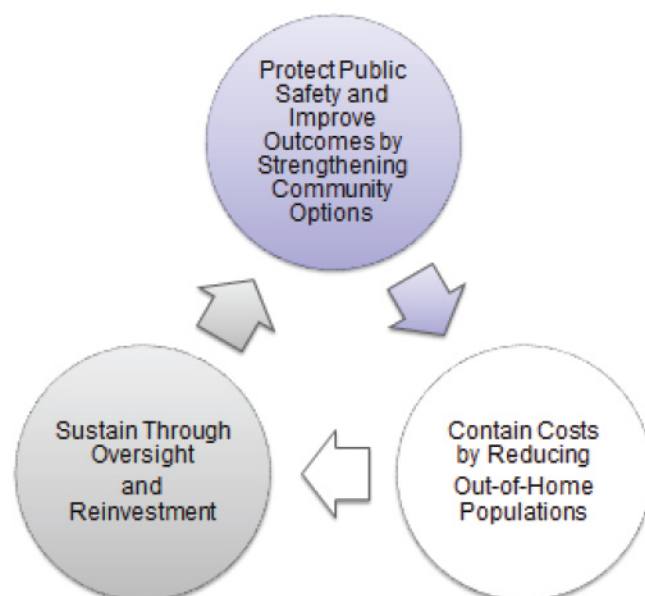 Protect Public
Safety and
Improve
Outcomes by
Strengthening
Community
Options
Sustain Through
Oversight
and
Reinvestment
Contain Costs
by Reducing
Out-of-Home
Populations